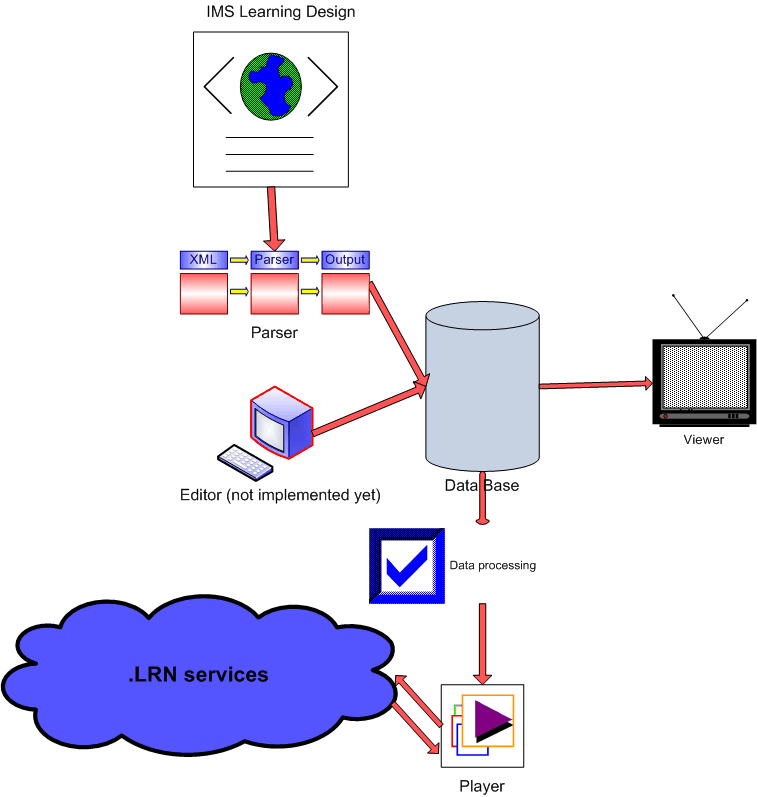 IMS Learning Design
XML
Parser
Output
Parser
Viewer
Editor (not implemented yet)
Data Base
Data processing
.LRN services
Player